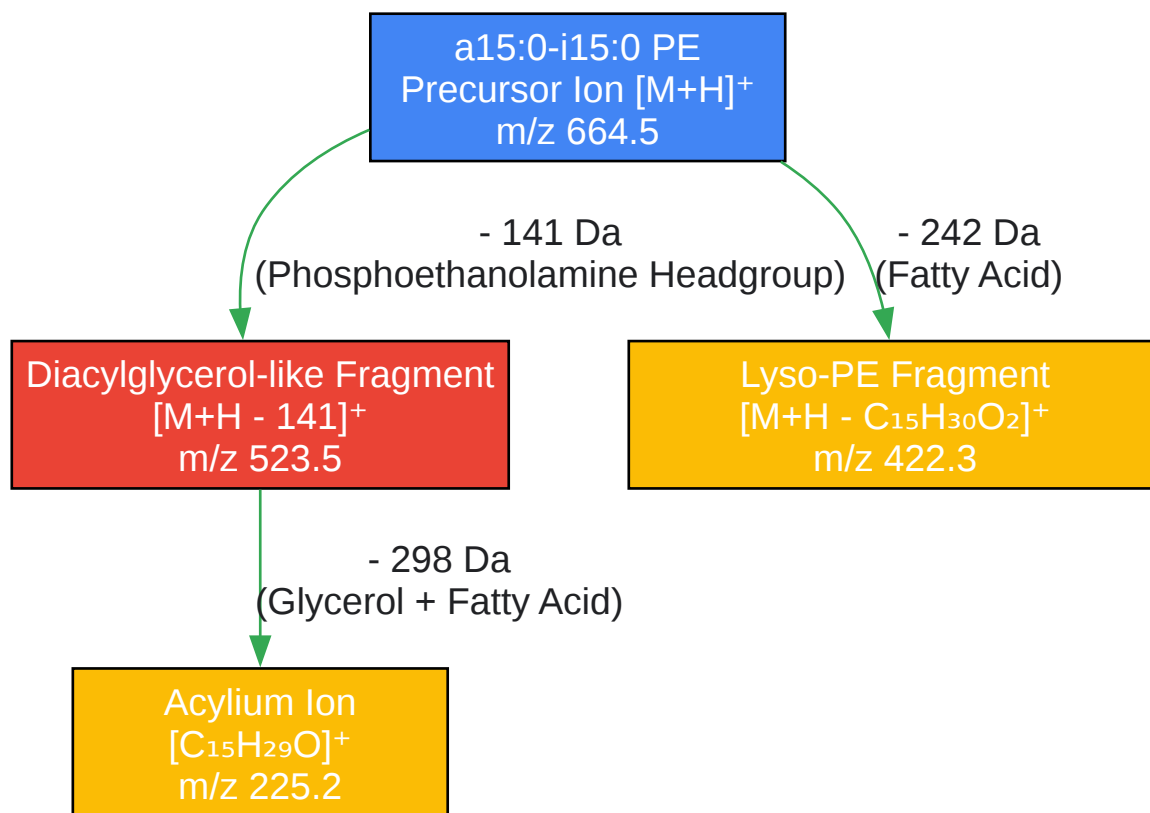 a15:0-i15:0 PE
Precursor Ion [M+H]⁺
m/z 664.5
- 141 Da
(Phosphoethanolamine Headgroup)
- 242 Da
(Fatty Acid)
Diacylglycerol-like Fragment
[M+H - 141]⁺
m/z 523.5
Lyso-PE Fragment
[M+H - C₁₅H₃₀O₂]⁺
m/z 422.3
- 298 Da
(Glycerol + Fatty Acid)
Acylium Ion
[C₁₅H₂₉O]⁺
m/z 225.2